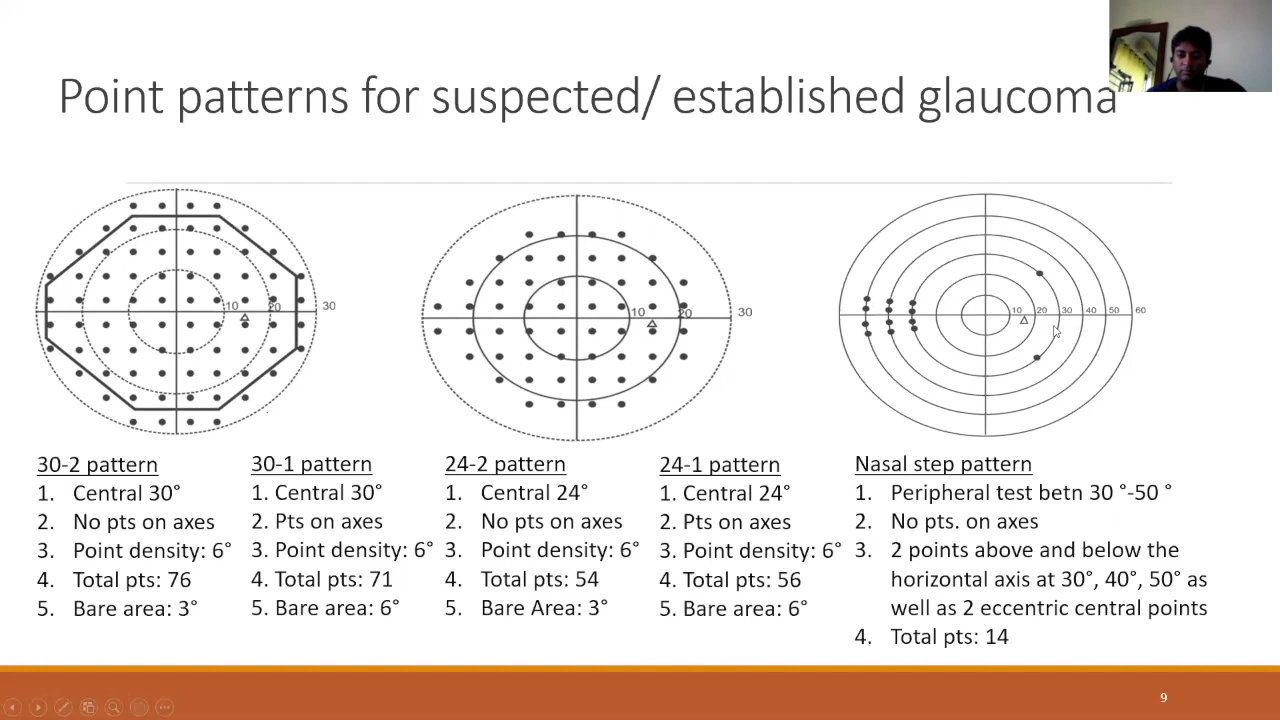 Point patterns for suspected/ established glaucoma
10
20
30
10
20
30
10
20
30
40
50
60
30-2 pattern
1. Central 30°
2. No pts on axes
3. Point density: 6°
4. Total pts: 76
5. Bare area: 3°
30-1 pattern
1. Central 30°
2. Pts on axes
3. Point density: 6°
4. Total pts: 71
5. Bare area: 6°
24-2 pattern
1. Central 24°
2. No pts on axes
3. Point density: 6°
4. Total pts: 54
5. Bare Area: 3°
24-1 pattern
1. Central 24°
2. Pts on axes
3. Point density: 6°
4. Total pts: 56
5. Bare area: 6°
Nasal step pattern
1. Peripheral test betn 30 °-50 °
2. No pts. on axes
3. 2 points above and below the
horizontal axis at 30°, 40°, 50° as
well as 2 eccentric central points
4. Total pts: 14
9